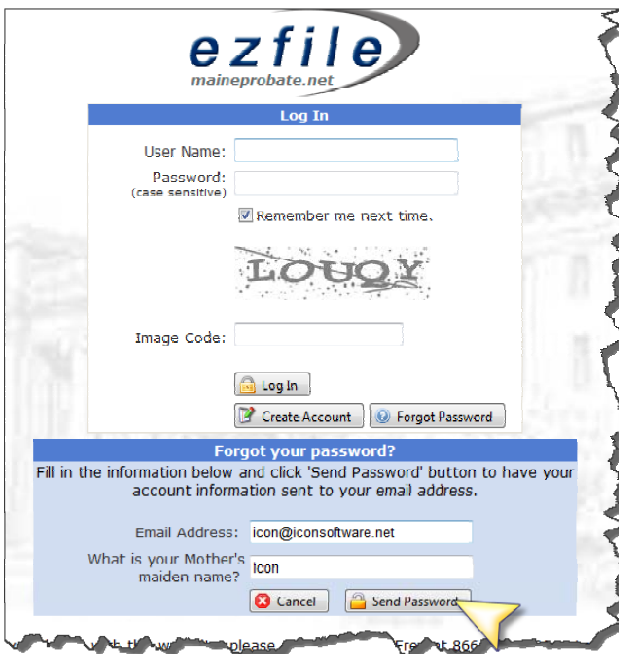 ezfile
maineprobate.net
Log In
User Name:
Password:
(case sensitive)
Remember me next time.
LOUQY
Image Code:
Log In
Create Account Forgot Password
Forgot your password?
Fill in the information below and click 'Send Password' button to have your
account information sent to your email address.
Email Address: icon@iconsoftware.net
What is your Mother's
maiden name? Icon
Cancel Send Password
please 866